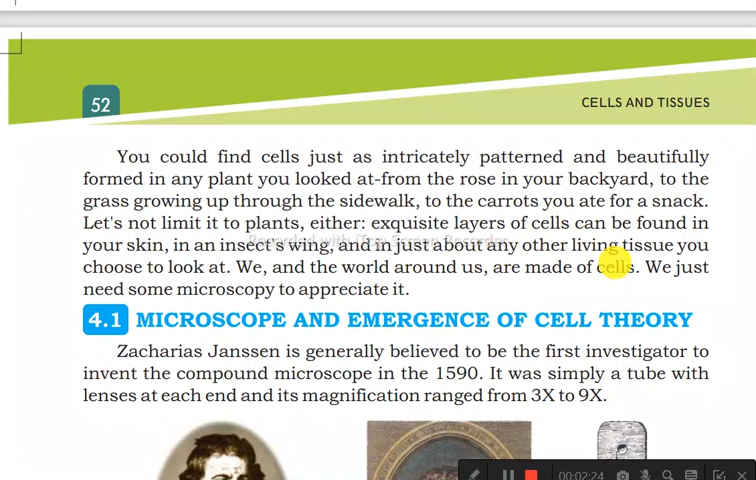 52
CELLS AND TISSUES
You could find cells just as intricately patterned and beautifully
formed in any plant you looked at-from the rose in your backyard, to the
grass growing up through the sidewalk, to the carrots you ate for a snack.
Let's not limit it to plants, either: exquisite layers of cells can be found in
your skin, in an insect's wing, and in just about any other living tissue you
Recorded with iTop Screen Recorder
choose to look at. We, and the world around us, are made of cells. We just
need some microscopy to appreciate it.
4.1 MICROSCOPE AND EMERGENCE OF CELL THEORY
Zacharias Janssen is generally believed to be the first investigator to
invent the compound microscope in the 1590. It was simply a tube with
lenses at each end and its magnification ranged from 3X to 9X.
00:02:24